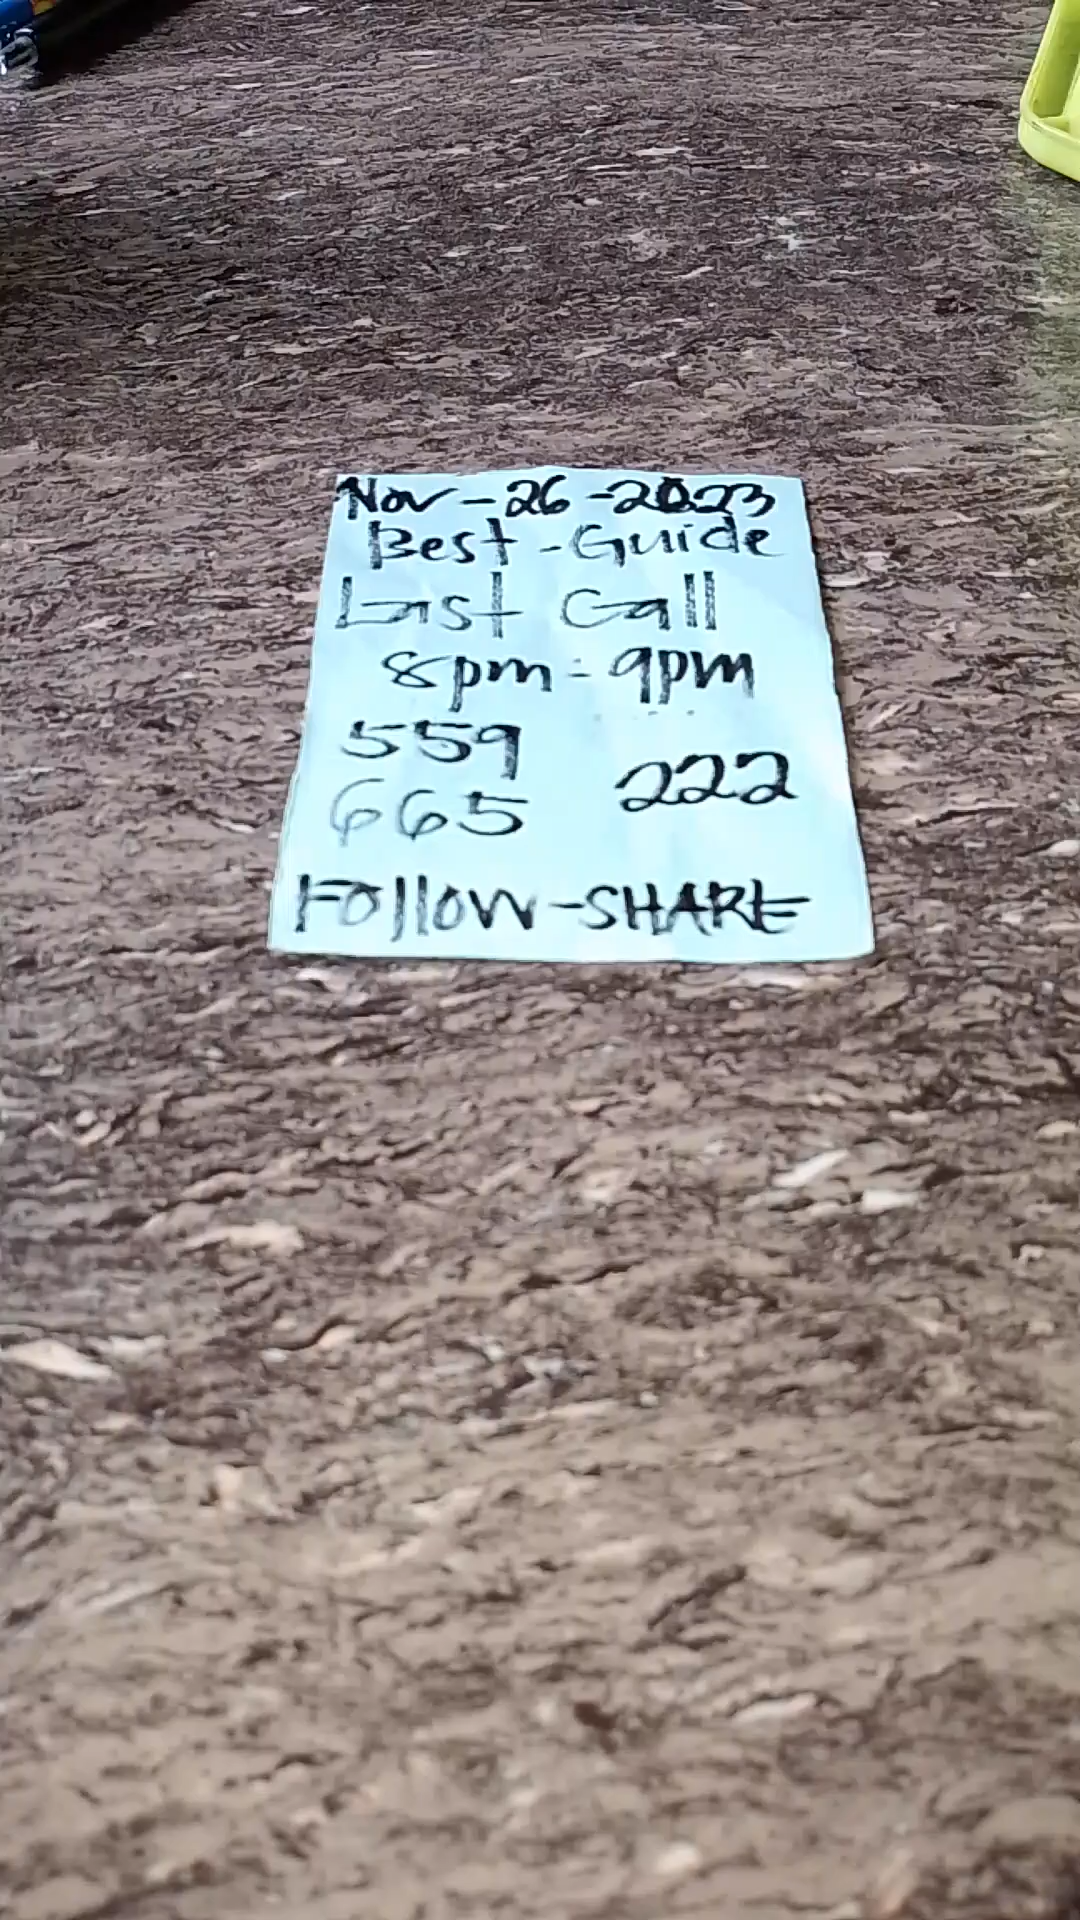 Nov-26-2023
Best-Guide
Last Call
8pm-9pm
559
222
665
Follow-SHARE